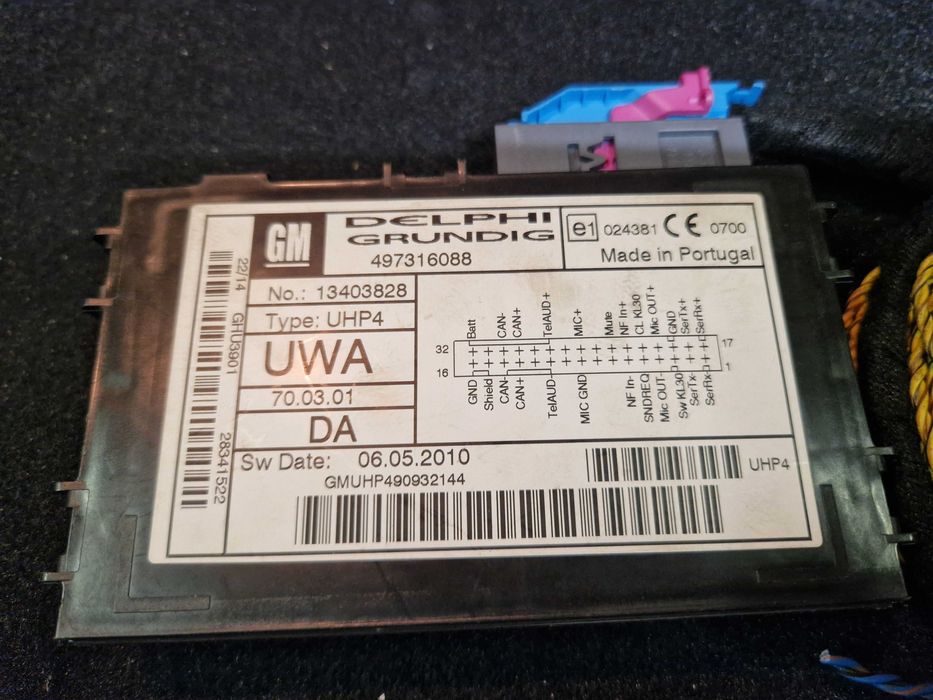 GM
DELPHI
GRUNDIG
497316088
e1 024381 CE 0700
Made in Portugal
22/14 GHU3901 28341522
No.: 13403828
Type: UHP4
UWA
70.03.01
DA
Batt CAN- CAN+ TelAUD+ MIC+ Mute NF In+ CL KL30 Mic OUT+ GND SerTx+ SerRx+
32 17
16 1
GND Shield CAN- CAN+ TelAUD- MIC GND NF In- SNDREQ Mic OUT- Sw KL30 SerTx- SerRx-
Sw Date: 06.05.2010
GMUHP490932144
UHP4